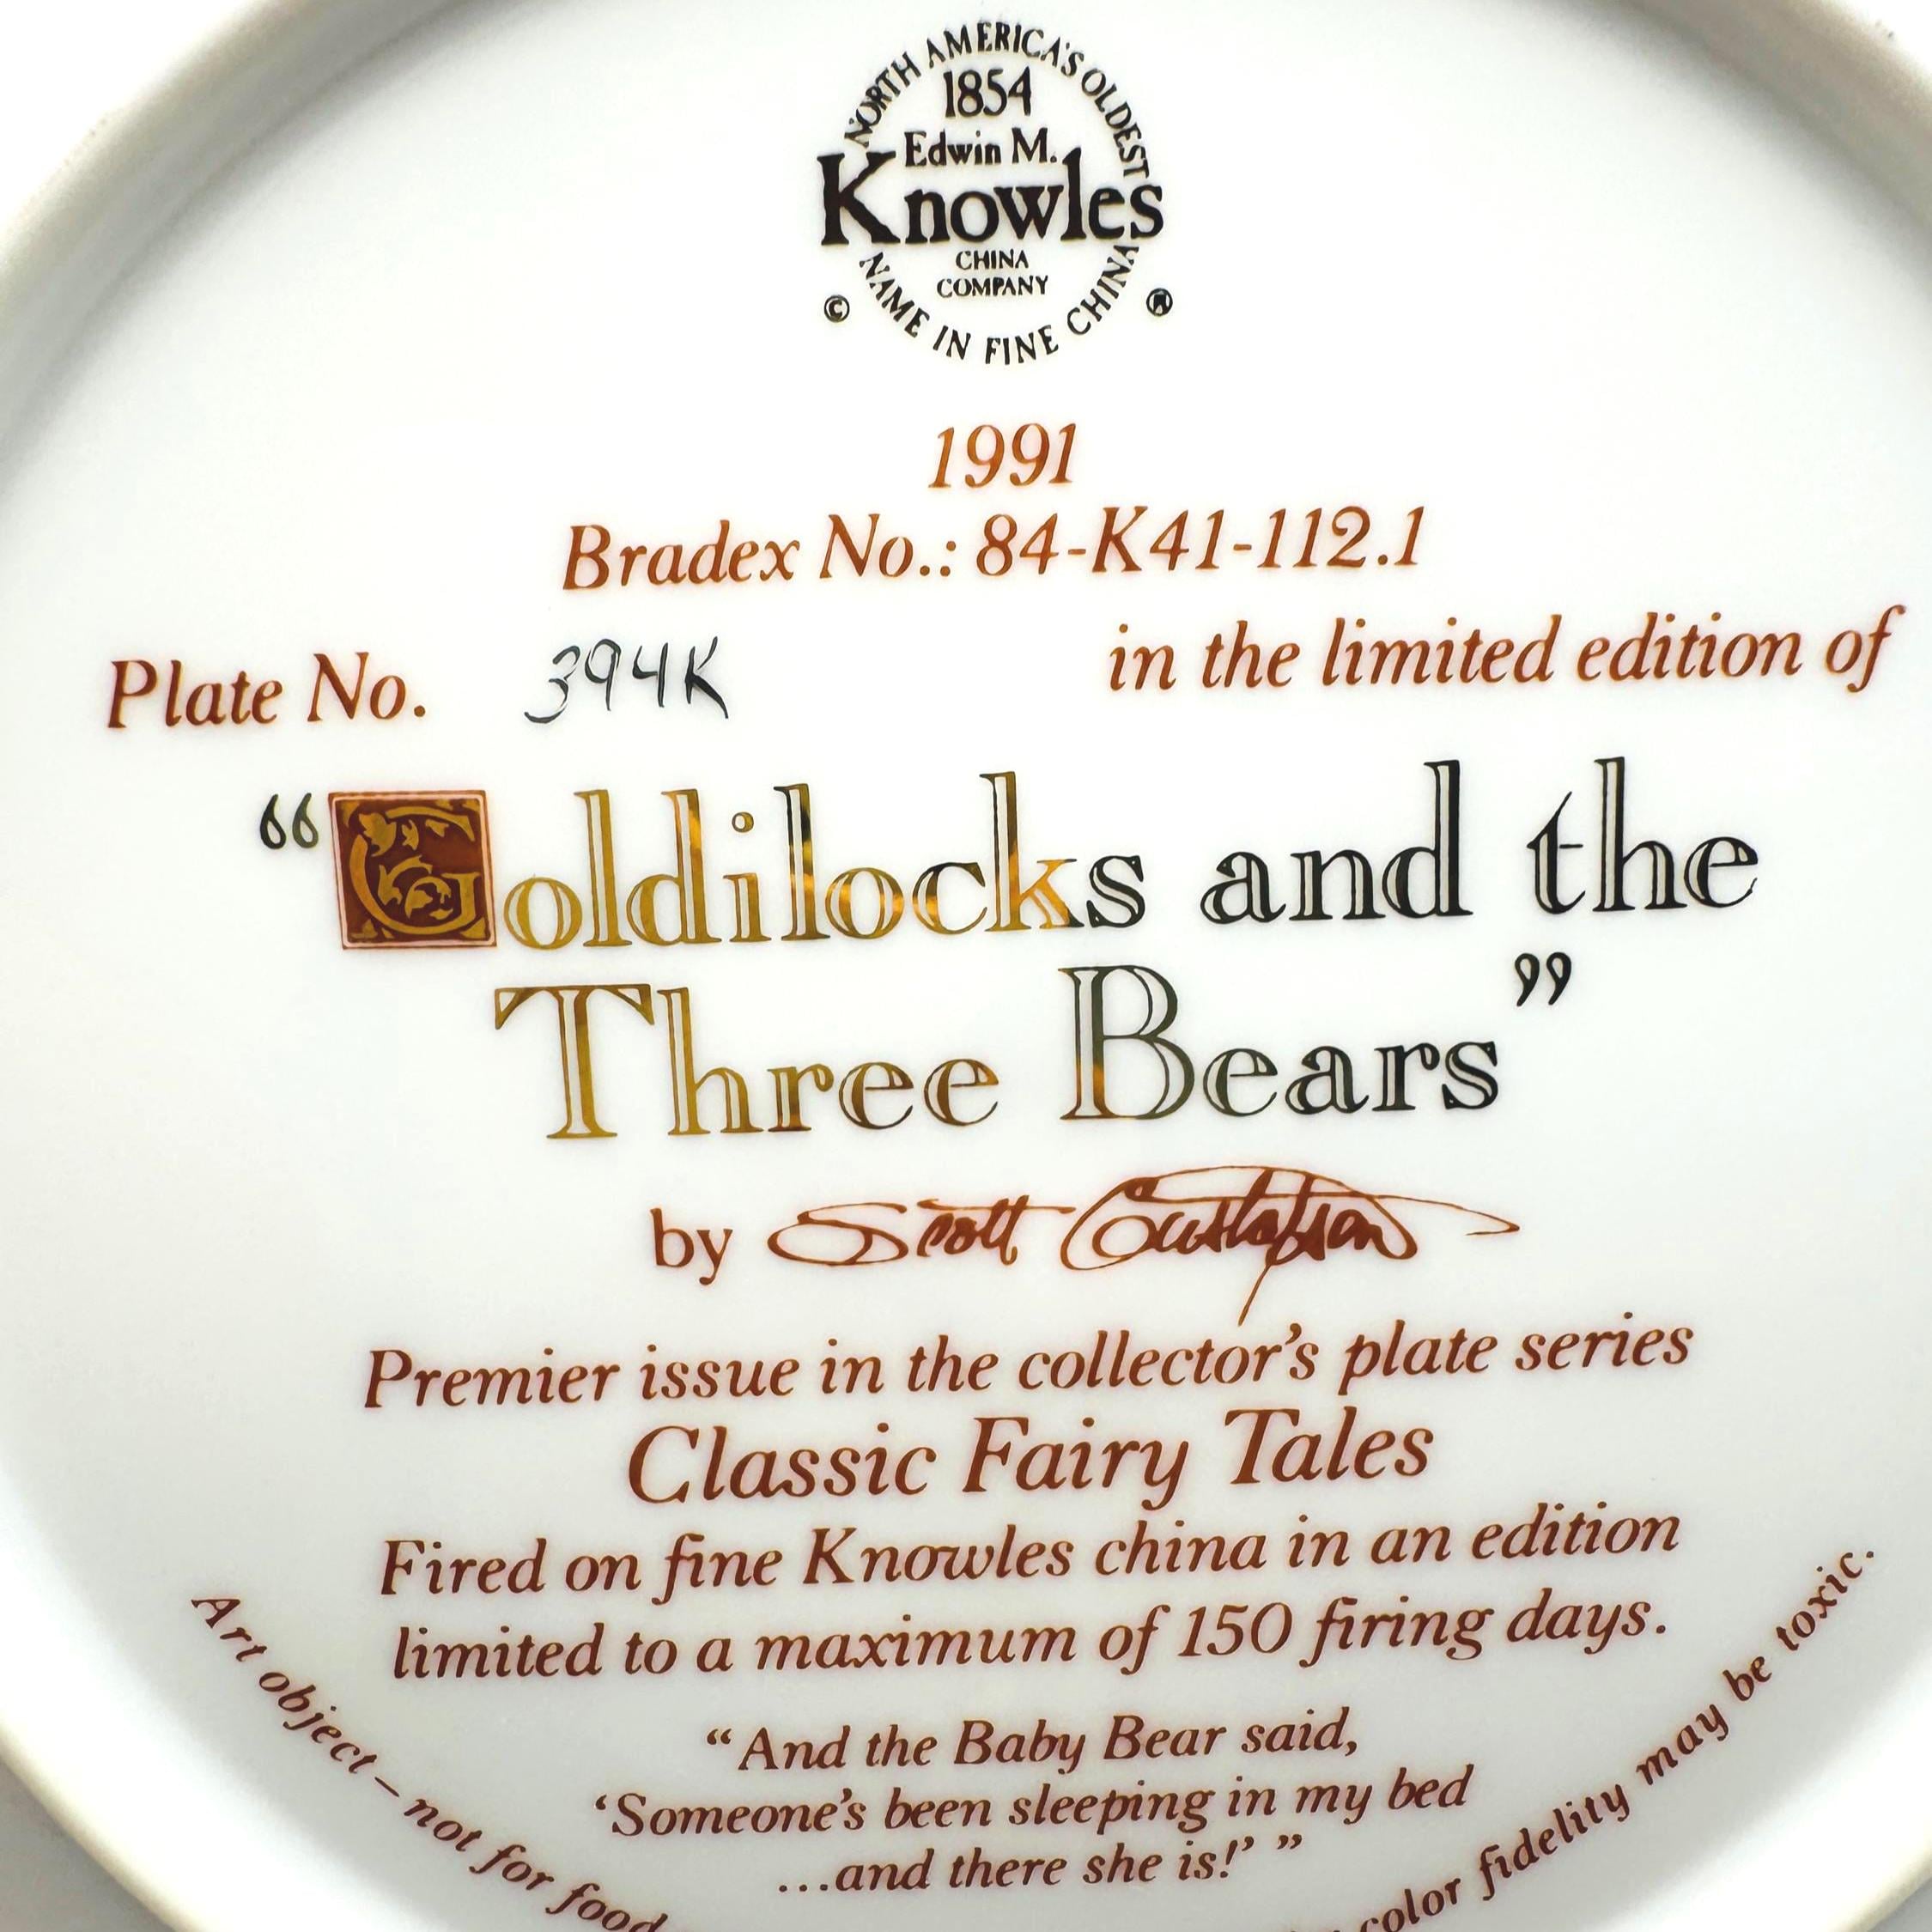 NORTH AMERICA'S OLDEST
1854
Edwin M.
Knowles
CHINA
COMPANY
NAME IN FINE CHINA
© ®
1991
Bradex No.: 84-K41-112.1
Plate No. 394K in the limited edition of
“Goldilocks and the
Three Bears”
by Scott Gustafson
Premier issue in the collector's plate series
Classic Fairy Tales
Fired on fine Knowles china in an edition
limited to a maximum of 150 firing days.
“And the Baby Bear said,
‘Someone's been sleeping in my bed
...and there she is!’ ”
Art object – not for food
color fidelity may be toxic.